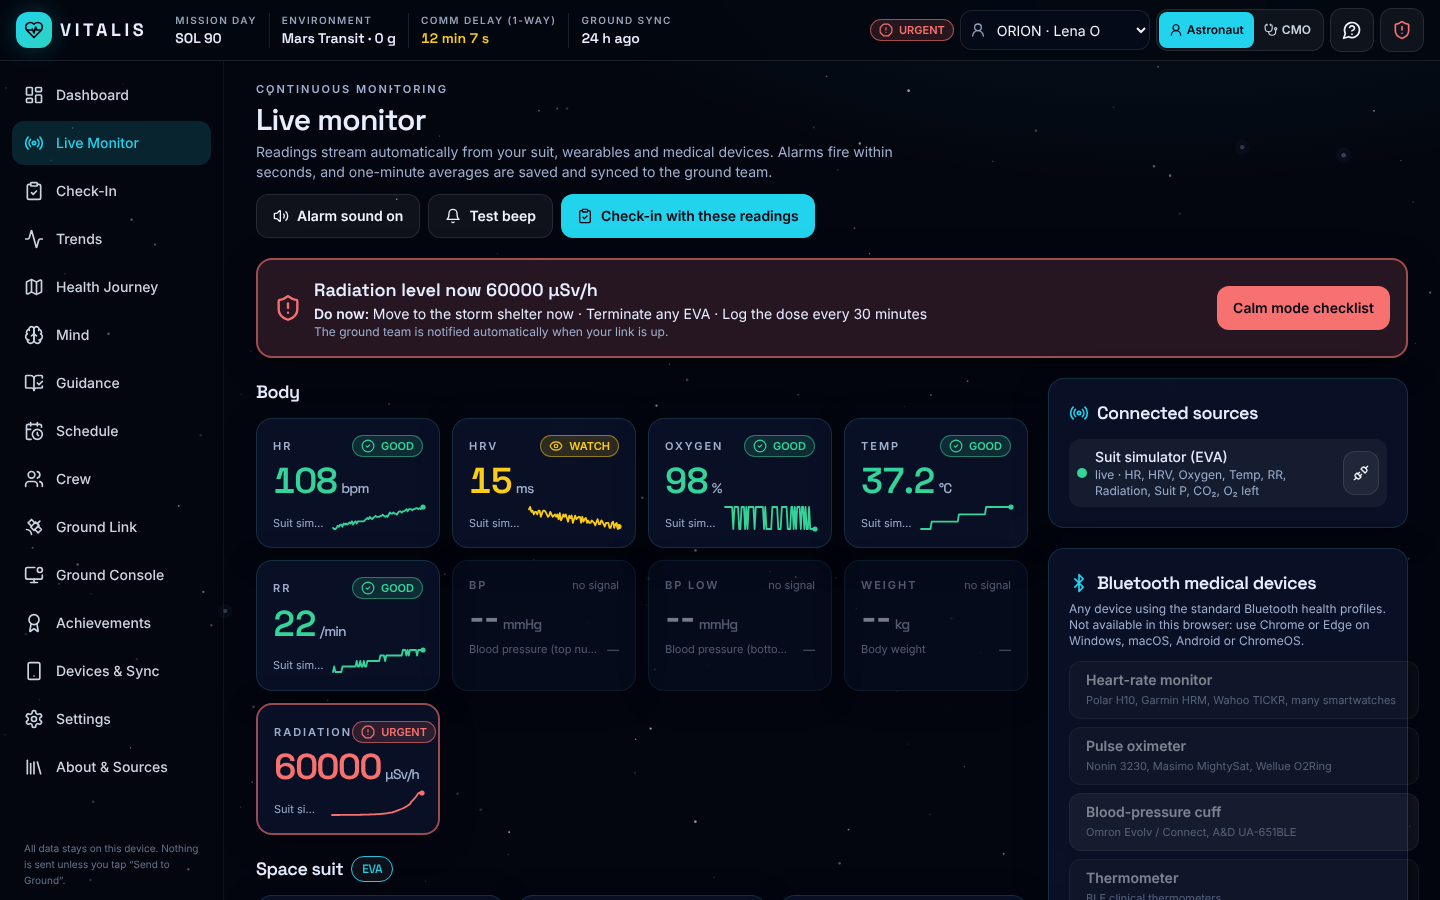 VITALIS
MISSION DAY
SOL 90
ENVIRONMENT
Mars Transit · 0 g
COMM DELAY (1-WAY)
12 min 7 s
GROUND SYNC
24 h ago
URGENT
ORION · Lena O
Astronaut
CMO
Dashboard
Live Monitor
Check-In
Trends
Health Journey
Mind
Guidance
Schedule
Crew
Ground Link
Ground Console
Achievements
Devices & Sync
Settings
About & Sources
All data stays on this device. Nothing
is sent unless you tap "Send to
Ground".
CONTINUOUS MONITORING
Live monitor
Readings stream automatically from your suit, wearables and medical devices. Alarms fire within
seconds, and one-minute averages are saved and synced to the ground team.
Alarm sound on
Test beep
Check-in with these readings
Radiation level now 60000 µSv/h
Do now: Move to the storm shelter now · Terminate any EVA · Log the dose every 30 minutes
The ground team is notified automatically when your link is up.
Calm mode checklist
Body
HR
GOOD
108 bpm
Suit sim...
HRV
WATCH
15 ms
Suit sim...
OXYGEN
GOOD
98 %
Suit sim...
TEMP
GOOD
37.2 °C
Suit sim...
RR
GOOD
22 /min
Suit sim...
BP
no signal
-- mmHg
Blood pressure (top nu... —
BP LOW
no signal
-- mmHg
Blood pressure (botto... —
WEIGHT
no signal
-- kg
Body weight —
RADIATION
URGENT
60000 µSv/h
Suit si...
Space suit
EVA
Connected sources
Suit simulator (EVA)
live · HR, HRV, Oxygen, Temp, RR,
Radiation, Suit P, CO₂, O₂ left
Bluetooth medical devices
Any device using the standard Bluetooth health profiles.
Not available in this browser: use Chrome or Edge on
Windows, macOS, Android or ChromeOS.
Heart-rate monitor
Polar H10, Garmin HRM, Wahoo TICKR, many smartwatches
Pulse oximeter
Nonin 3230, Masimo MightySat, Wellue O2Ring
Blood-pressure cuff
Omron Evolv / Connect, A&D UA-651BLE
Thermometer
BLE clinical thermometers